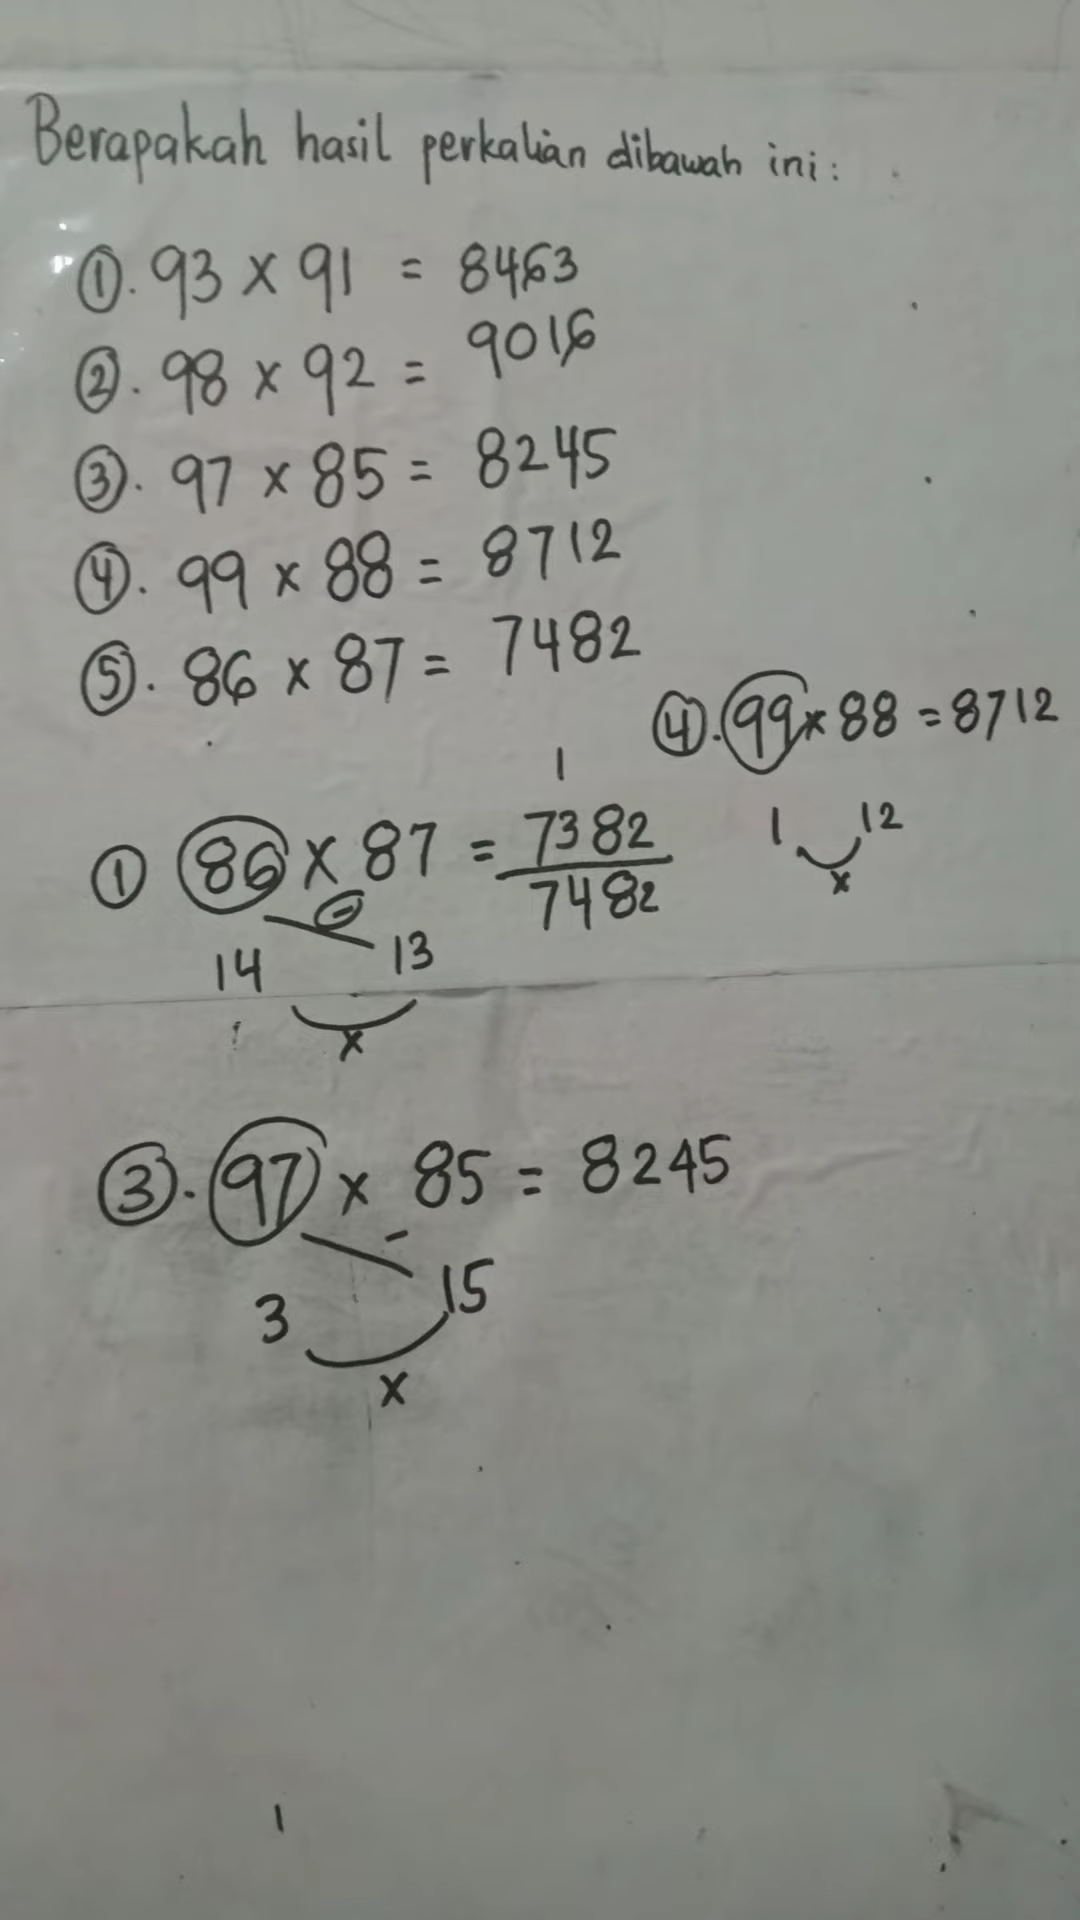 Berapakah hasil perkalian dibawah ini:
①. 93 x 91 = 8463
②. 98 x 92 = 9016
③. 97 x 85 = 8245
④. 99 x 88 = 8712
⑤. 86 x 87 = 7482
④. 99 x 88 = 8712
1 12
x
1
① 86 x 87 = 7382
7482
-
14 13
x
③. 97 x 85 = 8245
-
3 15
x
1